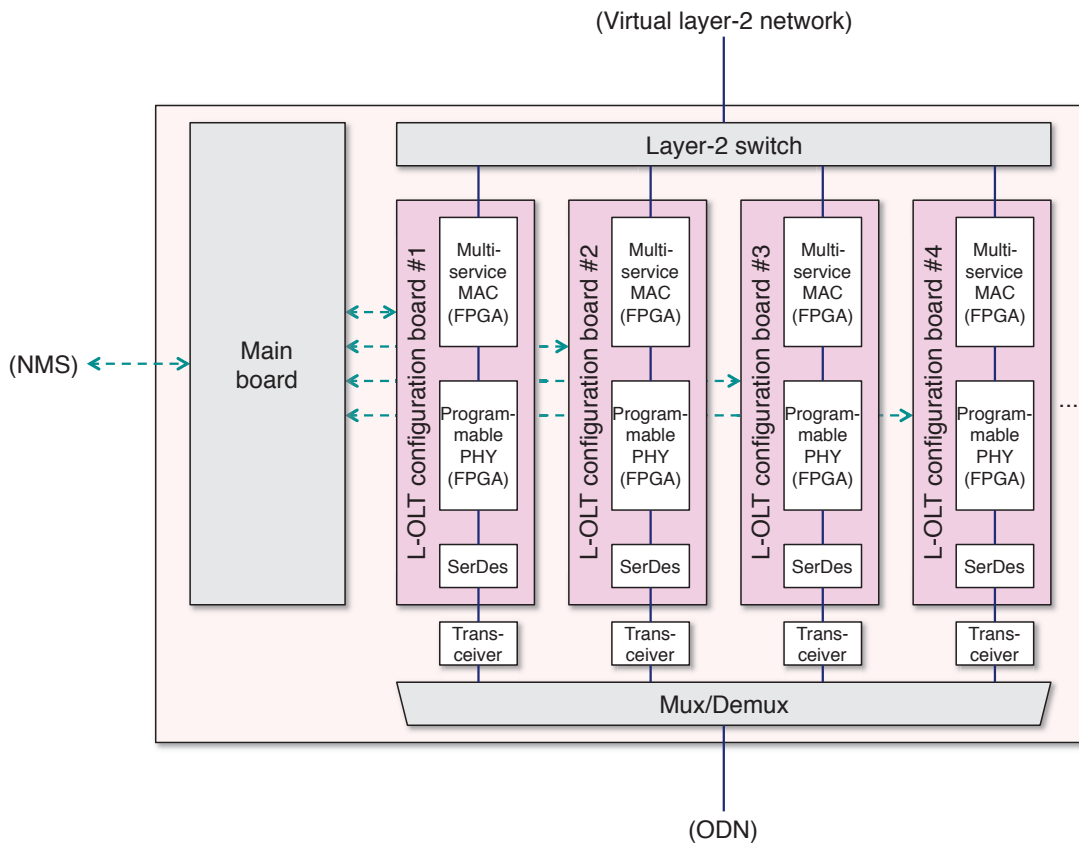 (Virtual layer-2 network)
Layer-2 switch
(NMS)
Main
board
L-OLT configuration board #1
Multi-
service
MAC
(FPGA)
Program-
mable
PHY
(FPGA)
SerDes
Trans-
ceiver
L-OLT configuration board #2
Multi-
service
MAC
(FPGA)
Program-
mable
PHY
(FPGA)
SerDes
Trans-
ceiver
L-OLT configuration board #3
Multi-
service
MAC
(FPGA)
Program-
mable
PHY
(FPGA)
SerDes
Trans-
ceiver
L-OLT configuration board #4
Multi-
service
MAC
(FPGA)
Program-
mable
PHY
(FPGA)
SerDes
Trans-
ceiver
...
Mux/Demux
(ODN)